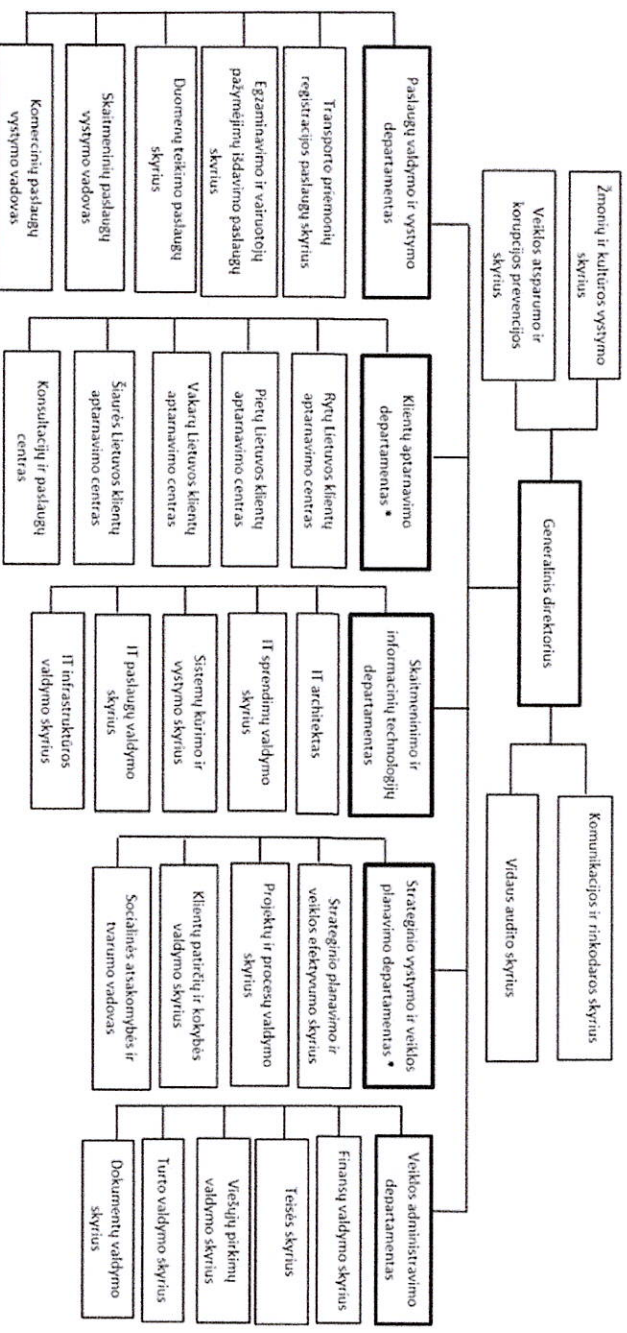 Žmonių ir kultūros vystymo
skyrius
Veiklos atsparumo ir
korupcijos prevencijos
skyrius
Generalinis direktorius
Komunikacijos ir rinkodaros skyrius
Vidaus audito skyrius
Paslaugų valdymo ir vystymo
departamentas
Transporto priemonių
registracijos paslaugų skyrius
Egzaminavimo ir vairuotojų
pažymėjimų išdavimo paslaugų
skyrius
Duomenų teikimo paslaugų
skyrius
Skaitmeninių paslaugų
vystymo vadovas
Komercinių paslaugų
vystymo vadovas
Klientų aptarnavimo
departamentas *
Rytų Lietuvos klientų
aptarnavimo centras
Pietų Lietuvos klientų
aptarnavimo centras
Vakarų Lietuvos klientų
aptarnavimo centras
Šiaurės Lietuvos klientų
aptarnavimo centras
Konsultacijų ir paslaugų
centras
Skaitmeninimo ir
informacinių technologijų
departamentas
IT architektas
IT sprendimų valdymo
skyrius
Sistemų kūrimo ir
vystymo skyrius
IT paslaugų valdymo
skyrius
IT infrastruktūros
valdymo skyrius
Strateginio vystymo ir veiklos
planavimo departamentas *
Strateginio planavimo ir
veiklos efektyvumo skyrius
Projektų ir procesų valdymo
skyrius
Klientų patirčių ir kokybės
valdymo skyrius
Socialinės atsakomybės ir
tvarumo vadovas
Veiklos administravimo
departamentas
Finansų valdymo skyrius
Teisės skyrius
Viešųjų pirkimų
valdymo skyrius
Turto valdymo skyrius
Dokumentų valdymo
skyrius